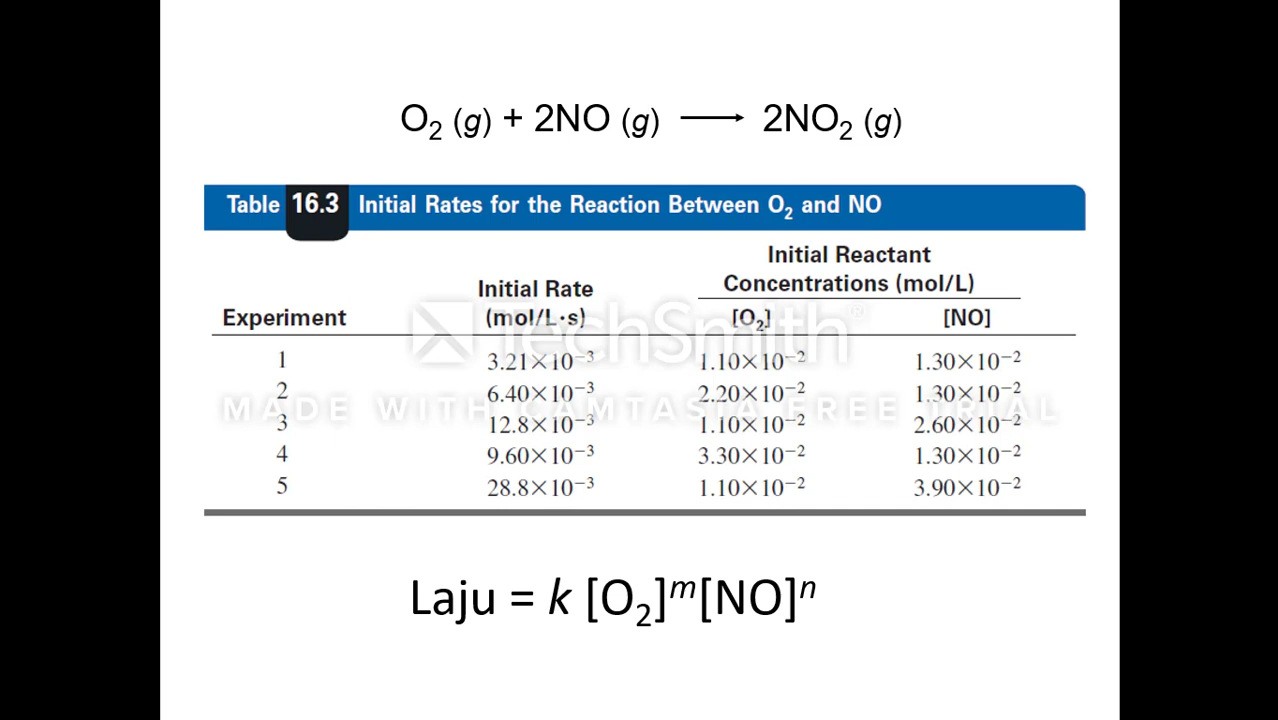 O₂ (g) + 2NO (g) ⟶ 2NO₂ (g)
Table 16.3 Initial Rates for the Reaction Between O₂ and NO
Initial Reactant
Initial Rate Concentrations (mol/L)
Experiment (mol/L·s) [O₂] [NO]
TechSmith®
1 3.21×10⁻³ 1.10×10⁻² 1.30×10⁻²
2 6.40×10⁻³ 2.20×10⁻² 1.30×10⁻²
MADE WITH CAMTASIA FREE TRIAL
3 12.8×10⁻³ 1.10×10⁻² 2.60×10⁻²
4 9.60×10⁻³ 3.30×10⁻² 1.30×10⁻²
5 28.8×10⁻³ 1.10×10⁻² 3.90×10⁻²
Laju = k [O₂]ᵐ[NO]ⁿ